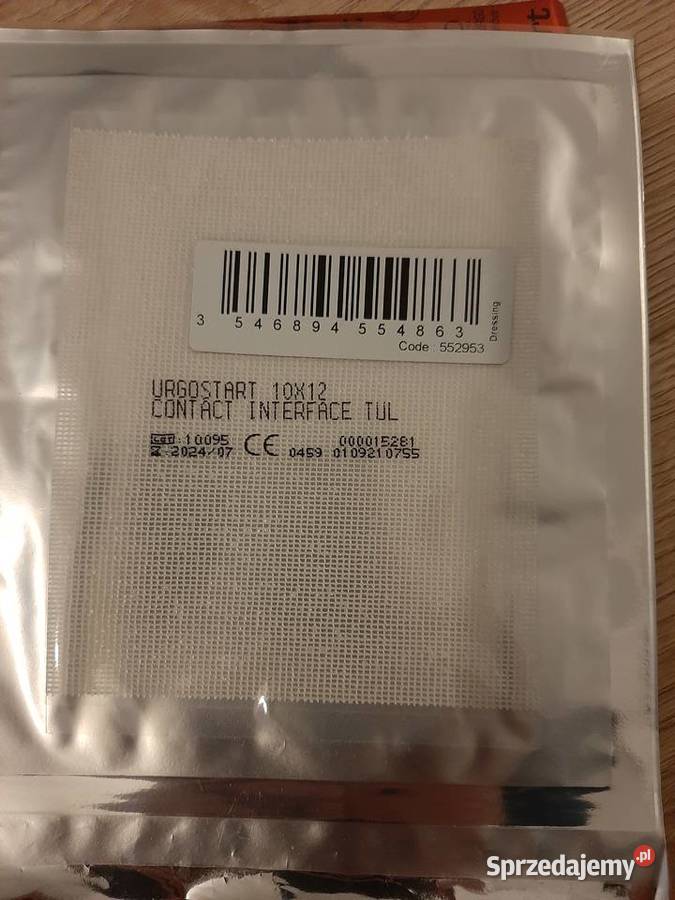 3 546894 554863
Dressing
Code : 552953
URGOSTART 10X12
CONTACT INTERFACE TUL
LOT : 10095 000015281
: 2024/07 CE 0459 0109210755
Sprzedajemy.pl